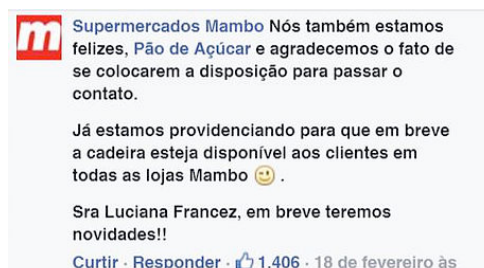 m
Supermercados Mambo Nós também estamos
felizes, Pão de Açúcar e agradecemos o fato de
se colocarem a disposição para passar o
contato.
Já estamos providenciando para que em breve
a cadeira esteja disponível aos clientes em
todas as lojas Mambo 😉 .
Sra Luciana Francez, em breve teremos
novidades!!
Curtir · Responder · 1.406 · 18 de fevereiro às